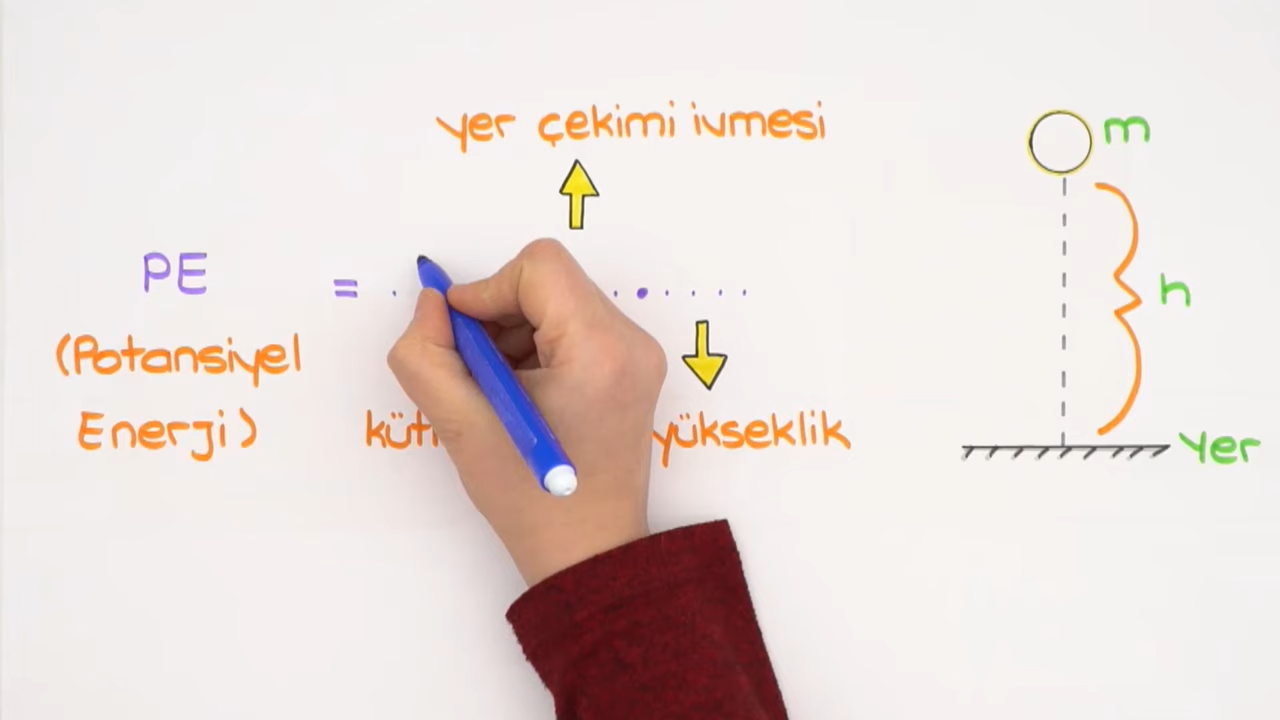 yer çekimi ivmesi
m
PE
=
h
(Potansiyel
Enerji)
yükseklik
yer